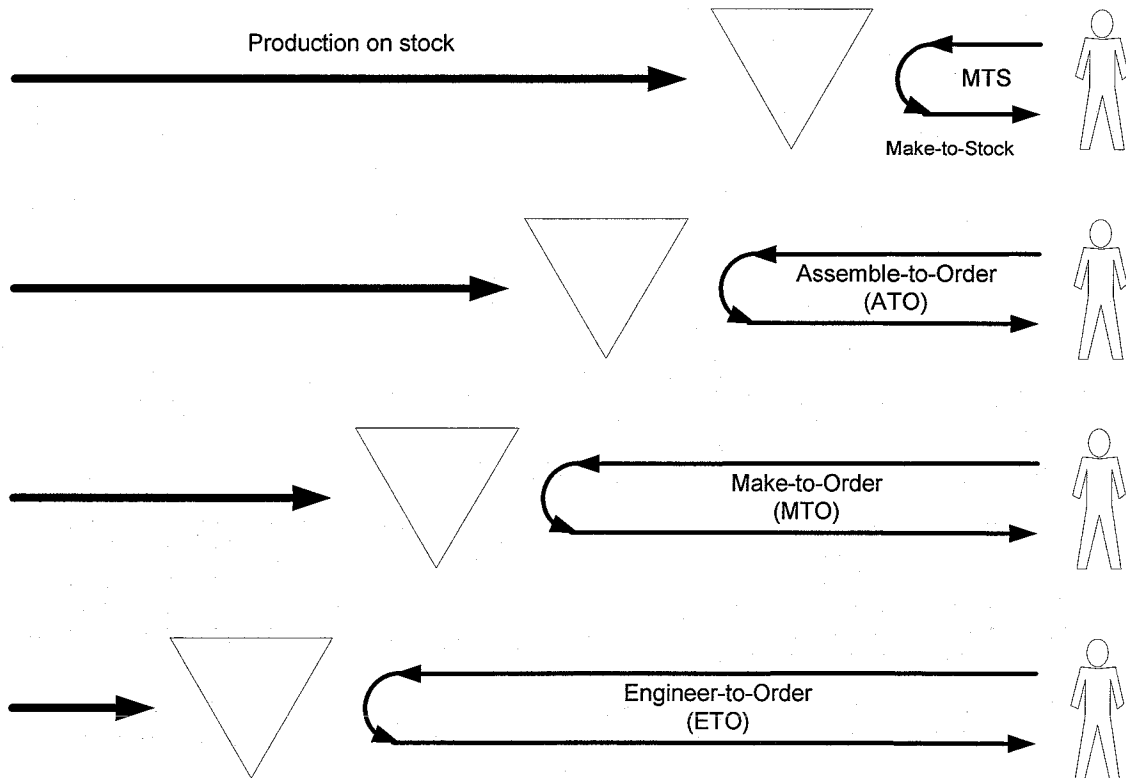 Production on stock
MTS
Make-to-Stock
Assemble-to-Order
(ATO)
Make-to-Order
(MTO)
Engineer-to-Order
(ETO)